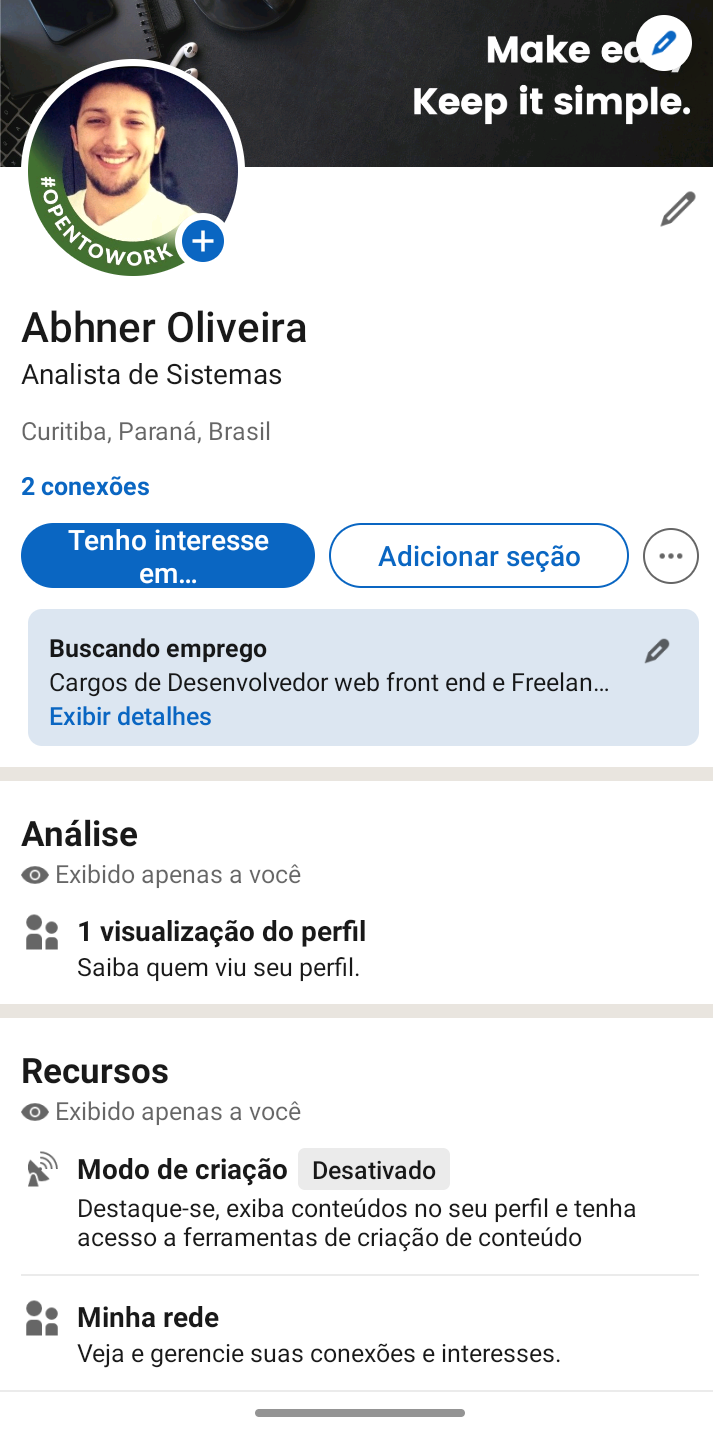 Make ea
Keep it simple.
#OPENTOWORK
Abhner Oliveira
Analista de Sistemas
Curitiba, Paraná, Brasil
2 conexões
Tenho interesse
em…
Adicionar seção
Buscando emprego
Cargos de Desenvolvedor web front end e Freelan…
Exibir detalhes
Análise
Exibido apenas a você
1 visualização do perfil
Saiba quem viu seu perfil.
Recursos
Exibido apenas a você
Modo de criação Desativado
Destaque-se, exiba conteúdos no seu perfil e tenha
acesso a ferramentas de criação de conteúdo
Minha rede
Veja e gerencie suas conexões e interesses.